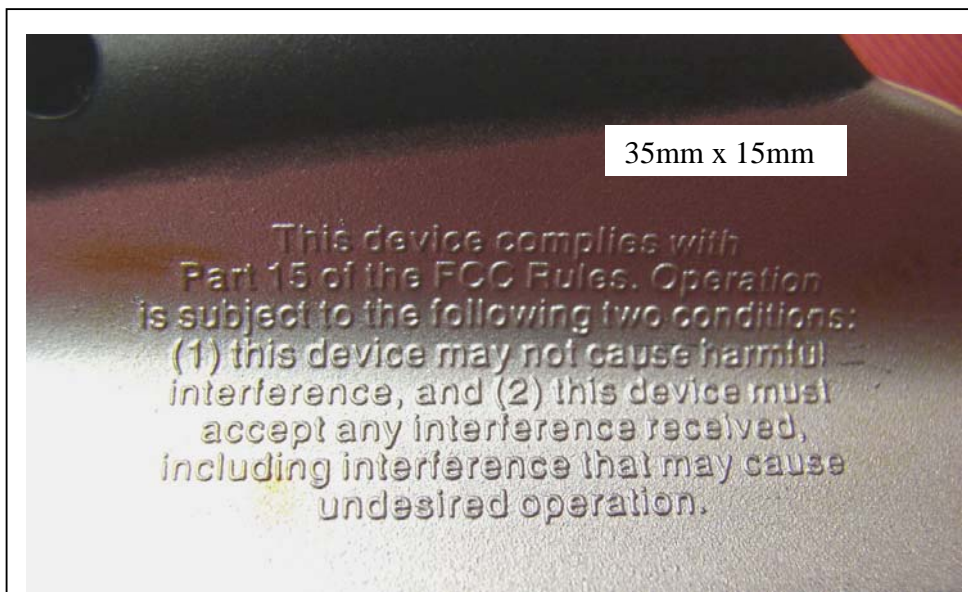 35mm x 15mm
This device complies with
Part 15 of the FCC Rules. Operation
is subject to the following two conditions:
(1) this device may not cause harmful
interference, and (2) this device must
accept any interference received,
including interference that may cause
undesired operation.